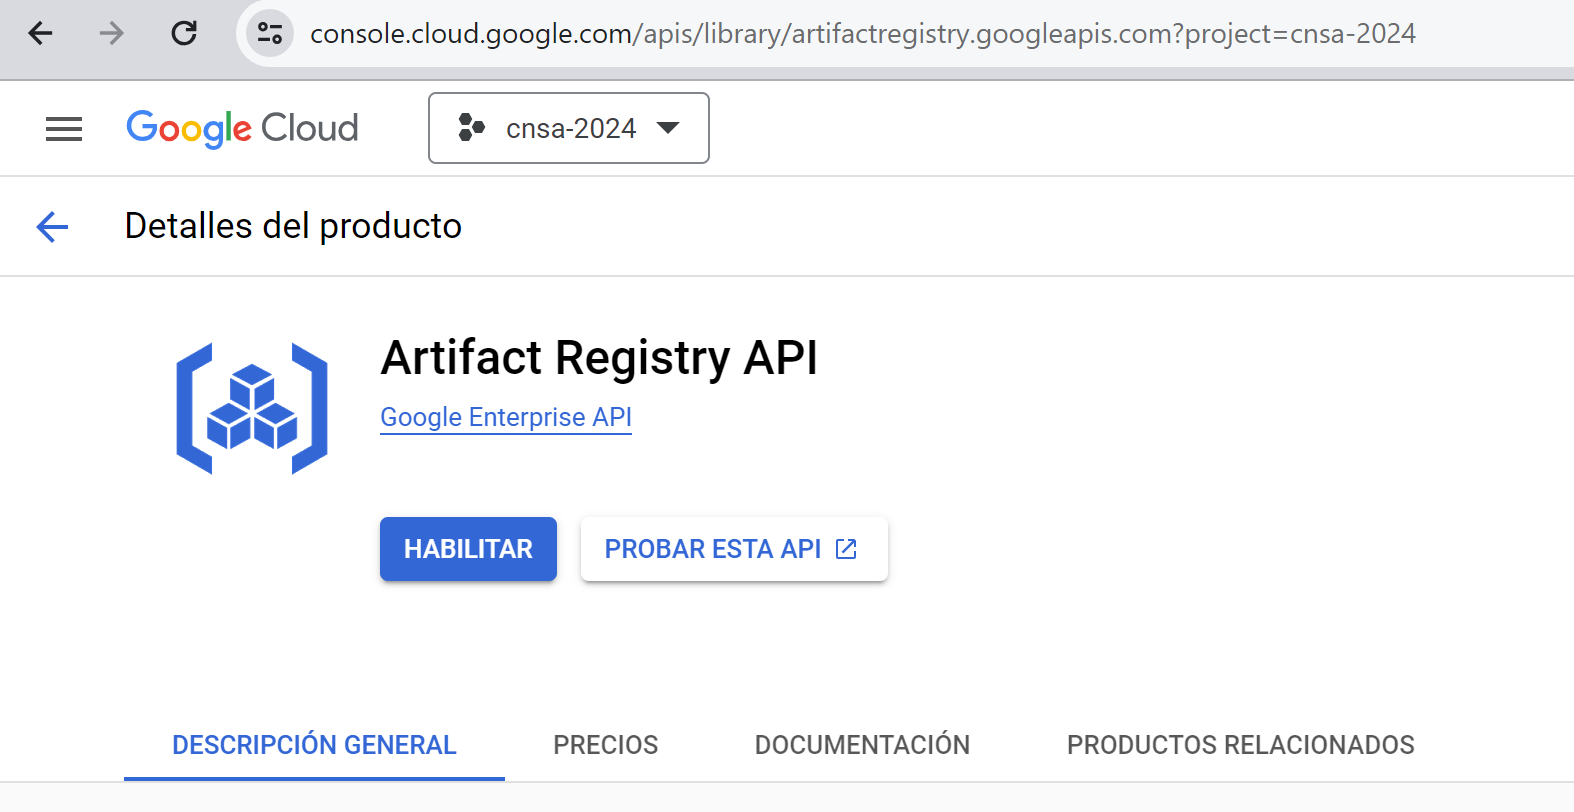 console.cloud.google.com/apis/library/artifactregistry.googleapis.com?project=cnsa-2024
Google Cloud
cnsa-2024
Detalles del producto
Artifact Registry API
Google Enterprise API
HABILITAR
PROBAR ESTA API
DESCRIPCIÓN GENERAL
PRECIOS
DOCUMENTACIÓN
PRODUCTOS RELACIONADOS